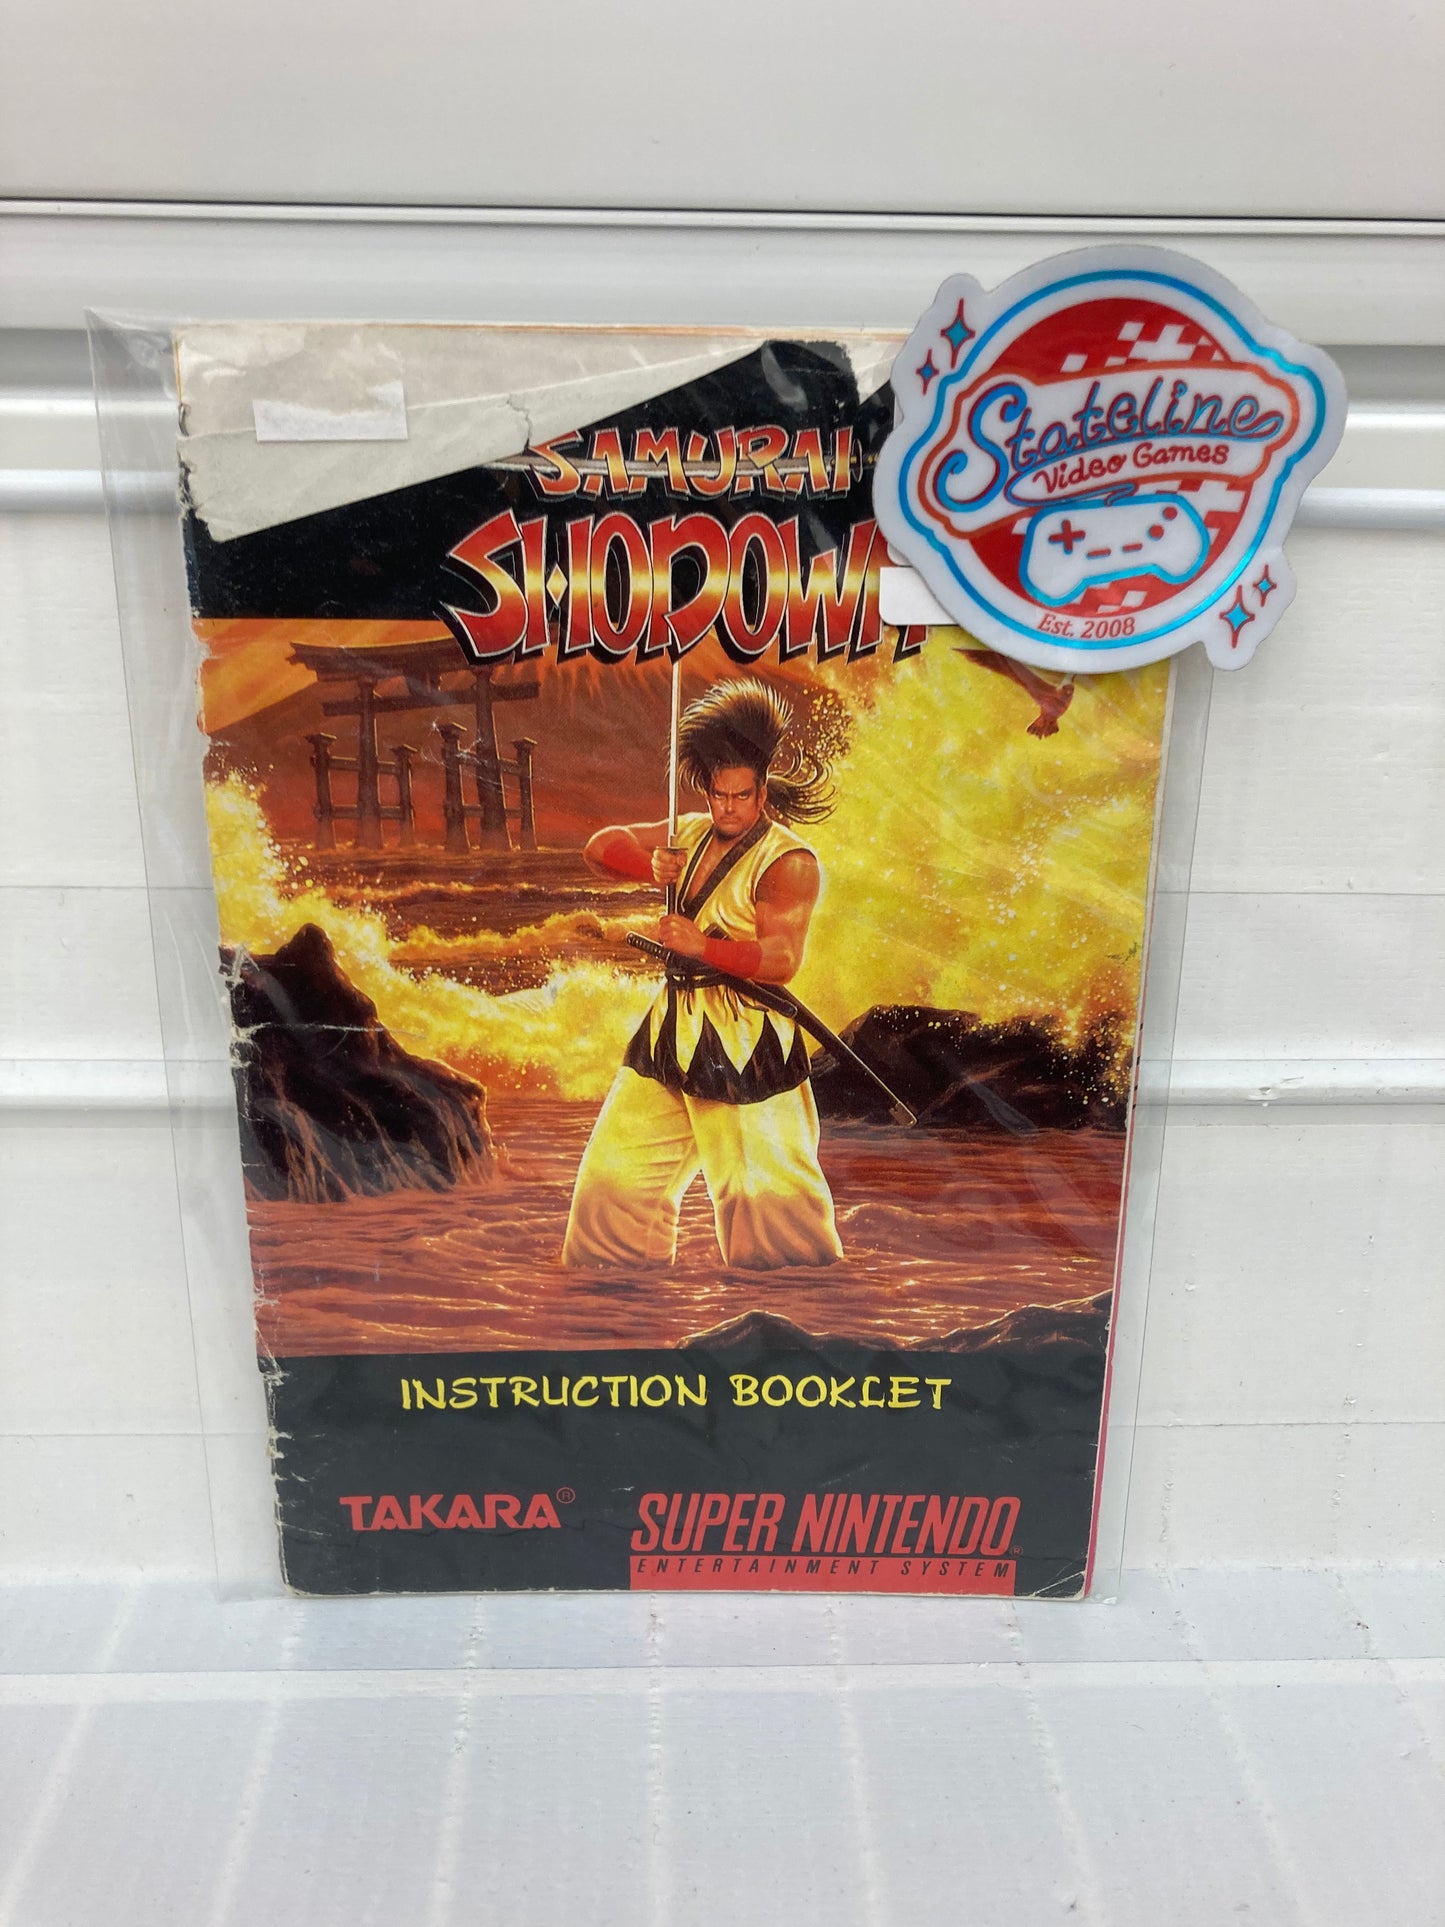 SAMURAI
SHODOWN
Stateline
Video Games
Est. 2008
INSTRUCTION BOOKLET
TAKARA®
SUPER NINTENDO®
ENTERTAINMENT SYSTEM